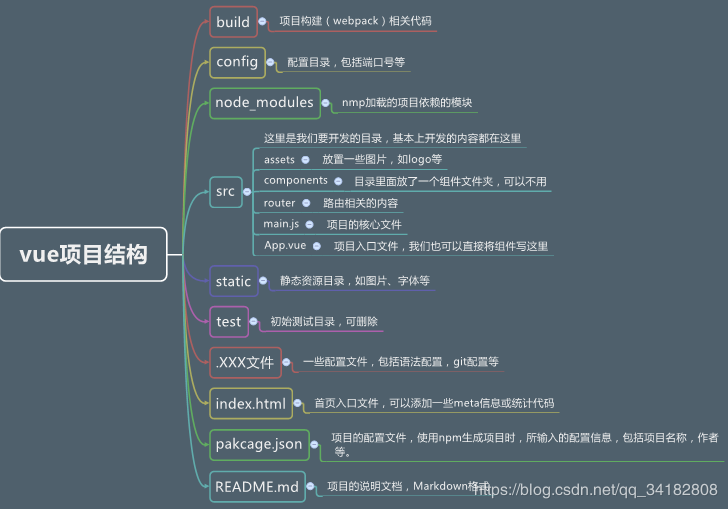 build 项目构建（webpack）相关代码
config 配置目录，包括端口号等
node_modules nmp加载的项目依赖的模块
这里是我们要开发的目录，基本上开发的内容都在这里
assets 放置一些图片，如logo等
components 目录里面放了一个组件文件夹，可以不用
src
router 路由相关的内容
main.js 项目的核心文件
App.vue 项目入口文件，我们也可以直接将组件写这里
vue项目结构
static 静态资源目录，如图片、字体等
test 初始测试目录，可删除
.XXX文件 一些配置文件，包括语法配置，git配置等
index.html 首页入口文件，可以添加一些meta信息或统计代码
pakcage.json 项目的配置文件，使用npm生成项目时，所输入的配置信息，包括项目名称，作者
等。
README.md 项目的说明文档，Markdown格式
https://blog.csdn.net/qq_34182808